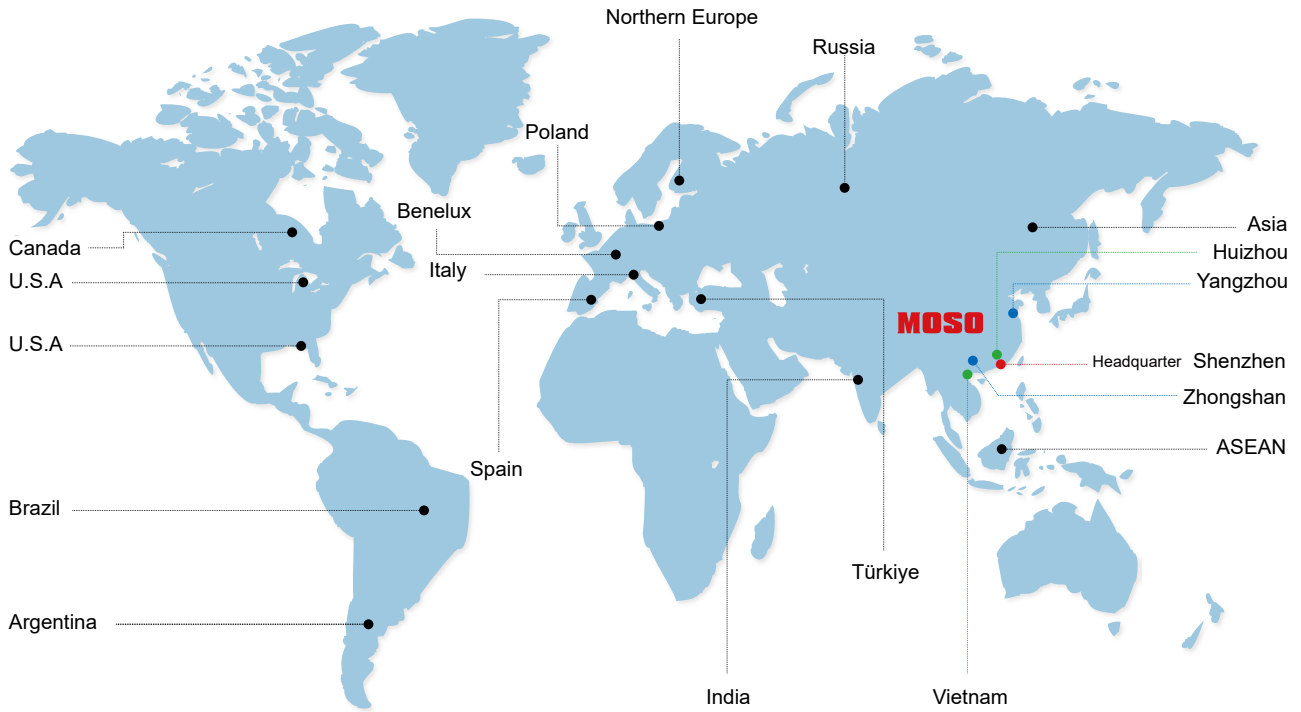 Northern Europe
Russia
Poland
Benelux
Canada
Italy
U.S.A
U.S.A
Asia
Huizhou
Yangzhou
MOSO
Headquarter Shenzhen
Zhongshan
ASEAN
Spain
Brazil
Türkiye
Argentina
India
Vietnam